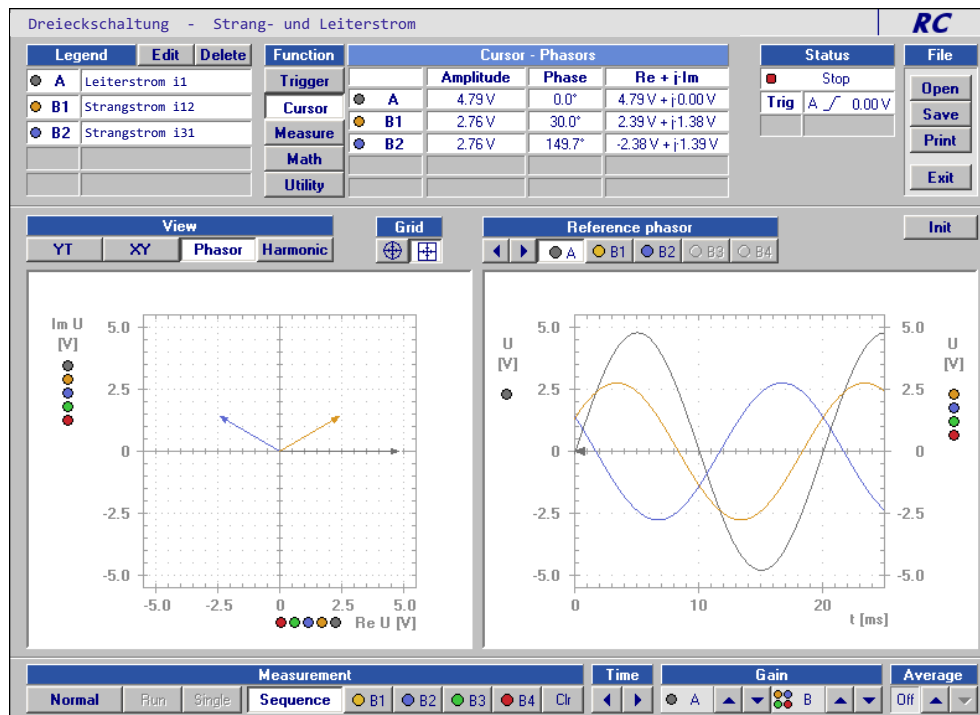 Dreieckschaltung - Strang- und Leiterstrom RC
Legend Edit Delete Function Cursor - Phasors Status File
Amplitude Phase Re + j·Im
A Leiterstrom i1
B1 Strangstrom i12
B2 Strangstrom i31
Trigger
Cursor
Measure
Math
Utility
A 4.79 V 0.0° 4.79 V + j·0.00 V
B1 2.76 V 30.0° 2.39 V + j·1.38 V
B2 2.76 V 149.7° -2.38 V + j·1.39 V
Stop
Trig A 0.00 V
Open
Save
Print
Exit
View Grid Reference phasor Init
YT XY Phasor Harmonic A B1 B2 B3 B4
Im U
[V]
5.0
2.5
0
-2.5
-5.0
-5.0 -2.5 0 2.5 5.0
Re U [V]
U
[V]
5.0
2.5
0
-2.5
-5.0
5.0
2.5
0
-2.5
-5.0
U
[V]
0 10 20
t [ms]
Measurement Time Gain Average
Normal Run Single Sequence B1 B2 B3 B4 Clr A B Off